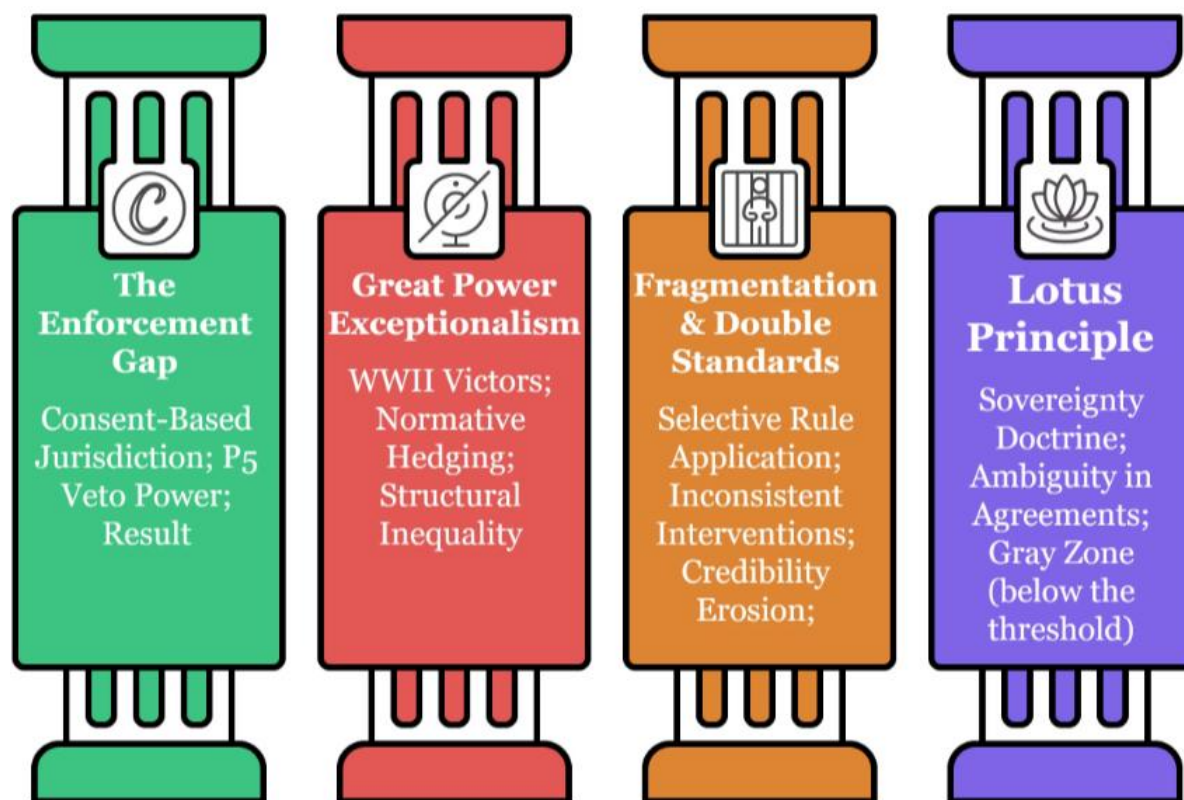 The
Enforcement
Gap
Consent-Based
Jurisdiction; P5
Veto Power;
Result
Great Power
Exceptionalism
WWII Victors;
Normative
Hedging;
Structural
Inequality
Fragmentation
& Double
Standards
Selective Rule
Application;
Inconsistent
Interventions;
Credibility
Erosion;
Lotus
Principle
Sovereignty
Doctrine;
Ambiguity in
Agreements;
Gray Zone
(below the
threshold)